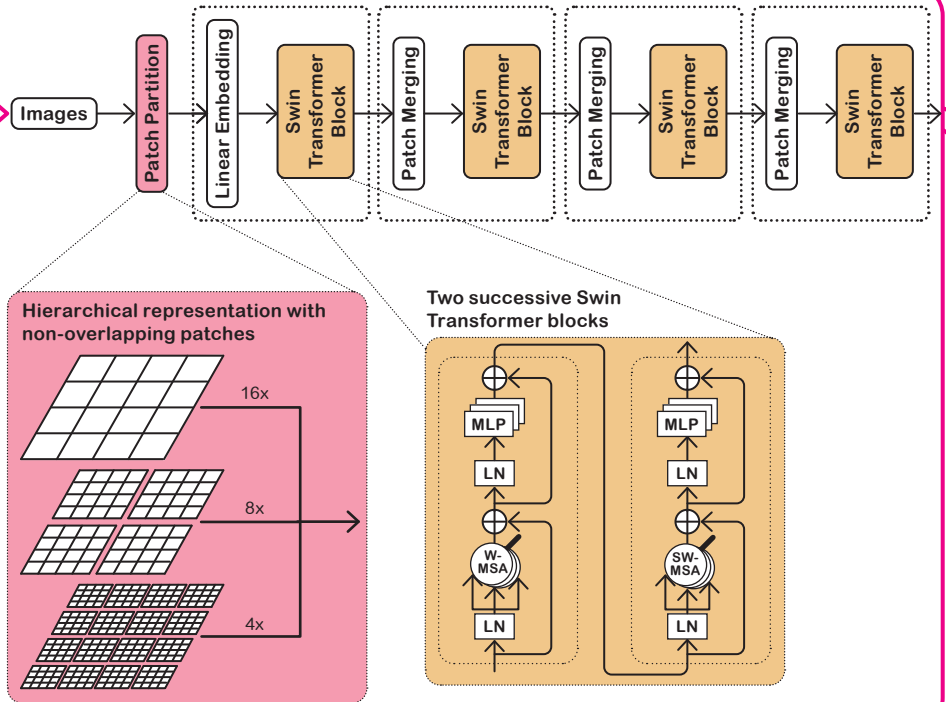 Images
Patch Partition
Linear Embedding
Swin
Transformer
Block
Patch Merging
Swin
Transformer
Block
Patch Merging
Swin
Transformer
Block
Patch Merging
Swin
Transformer
Block
Hierarchical representation with
non-overlapping patches
16x
8x
4x
Two successive Swin
Transformer blocks
MLP
LN
W-
MSA
LN
MLP
LN
SW-
MSA
LN